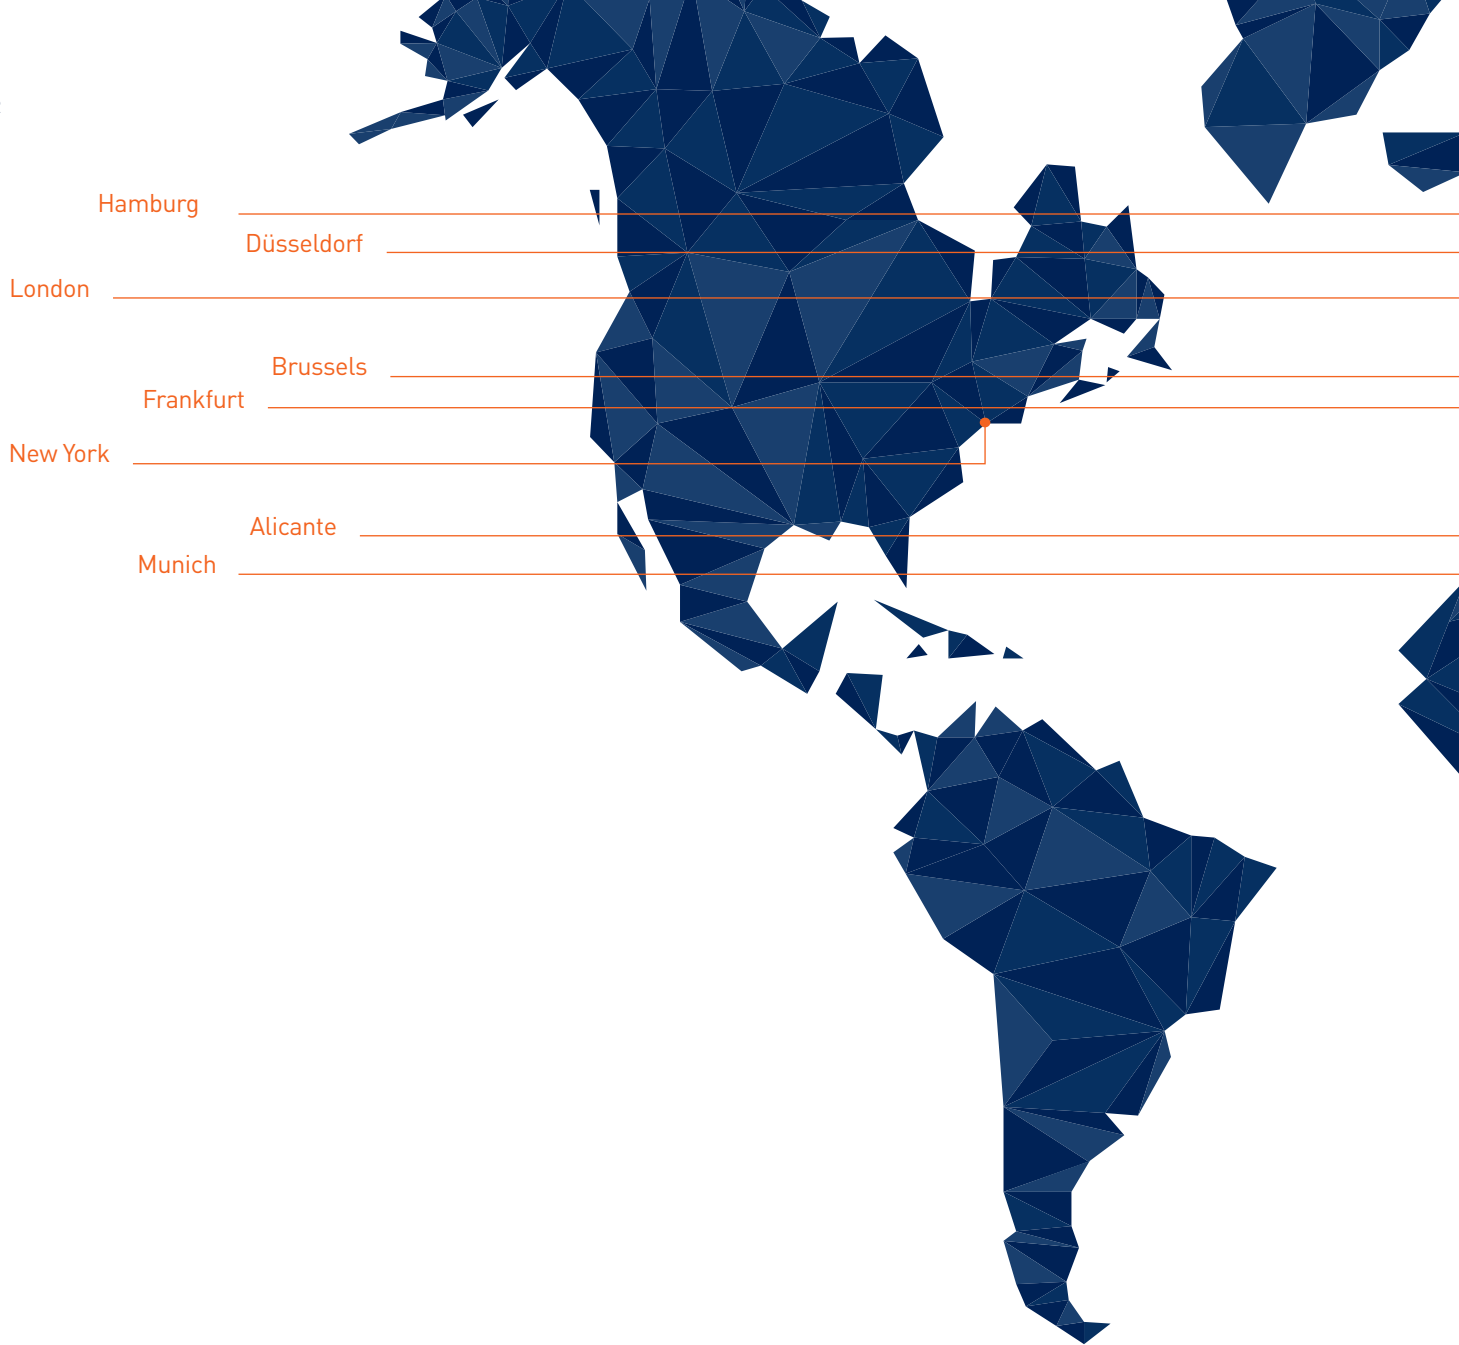 Hamburg
Düsseldorf
London
Brussels
Frankfurt
New York
Alicante
Munich